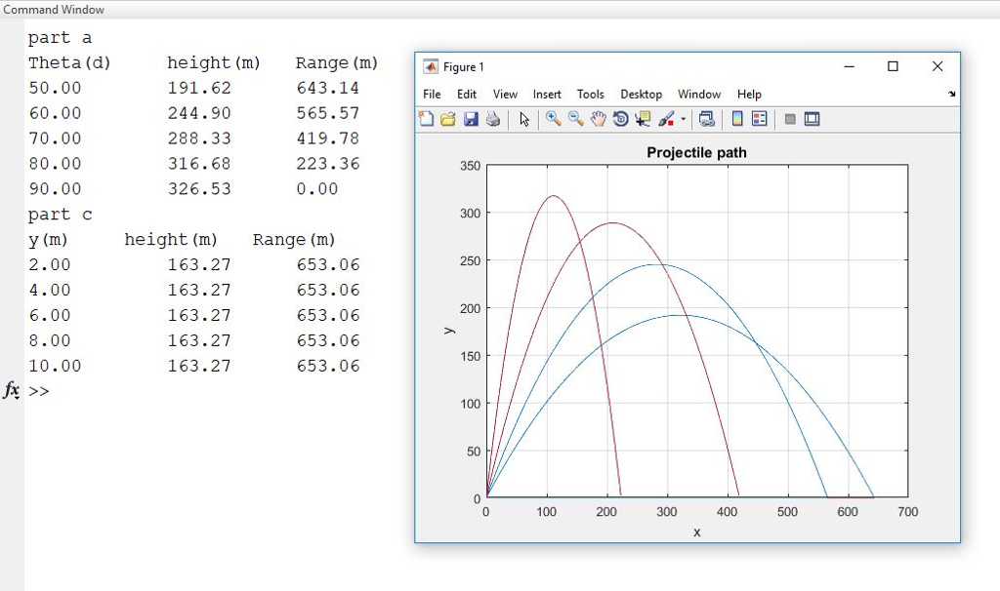 Command Window
part a
Theta(d) height(m) Range(m)
50.00 191.62 643.14
60.00 244.90 565.57
70.00 288.33 419.78
80.00 316.68 223.36
90.00 326.53 0.00
part c
y(m) height(m) Range(m)
2.00 163.27 653.06
4.00 163.27 653.06
6.00 163.27 653.06
8.00 163.27 653.06
10.00 163.27 653.06
fx >>
Figure 1
File Edit View Insert Tools Desktop Window Help
Projectile path
350
300
250
200
150
100
50
0
y
0 100 200 300 400 500 600 700
x